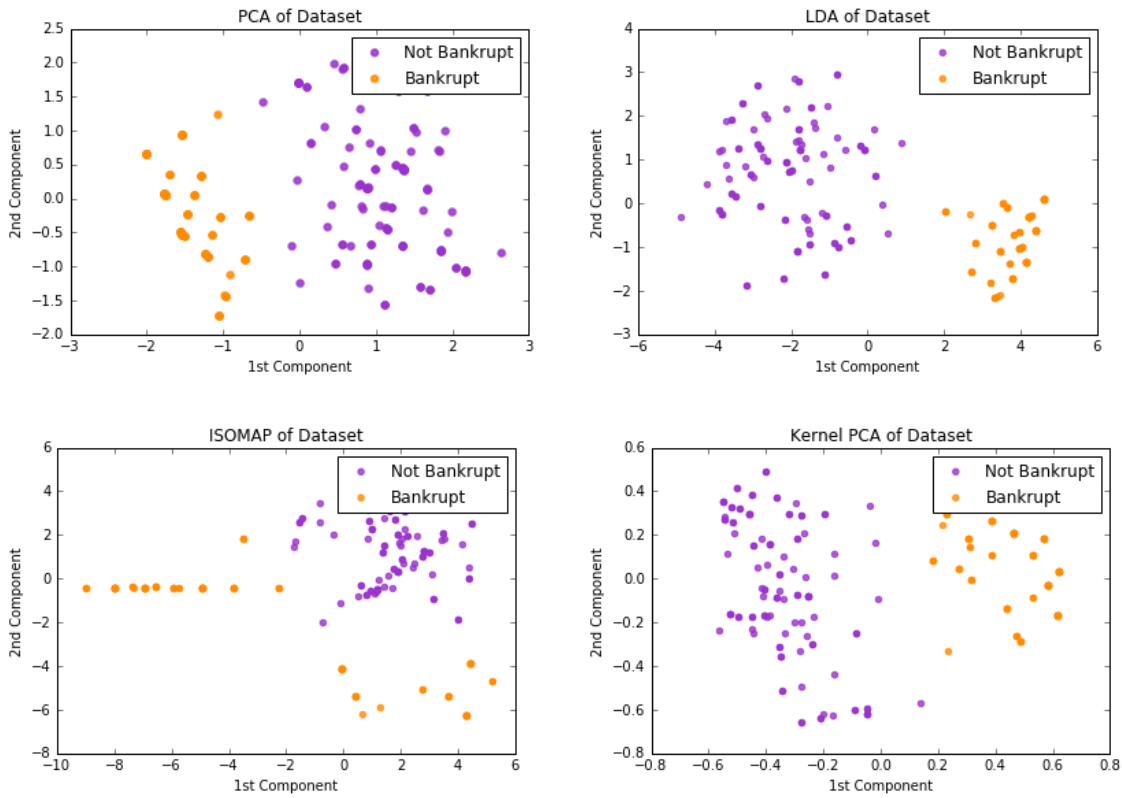 PCA of Dataset
2.5
2.0
1.5
1.0
0.5
0.0
−0.5
−1.0
−1.5
−2.0
2nd Component
Not Bankrupt
Bankrupt
−3 −2 −1 0 1 2 3
1st Component
LDA of Dataset
4
3
2
1
0
−1
−2
−3
2nd Component
Not Bankrupt
Bankrupt
−6 −4 −2 0 2 4 6
1st Component
ISOMAP of Dataset
6
4
2
0
−2
−4
−6
−8
2nd Component
Not Bankrupt
Bankrupt
−10 −8 −6 −4 −2 0 2 4 6
1st Component
Kernel PCA of Dataset
0.6
0.4
0.2
0.0
−0.2
−0.4
−0.6
−0.8
2nd Component
Not Bankrupt
Bankrupt
−0.8 −0.6 −0.4 −0.2 0.0 0.2 0.4 0.6 0.8
1st Component